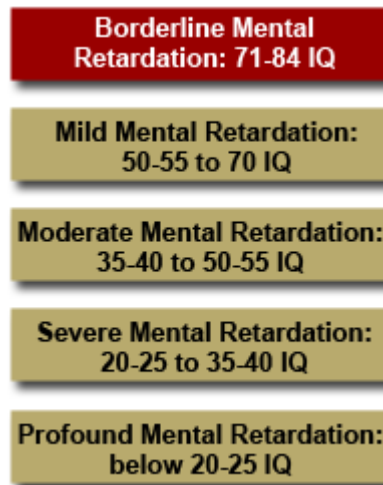 Borderline Mental
Retardation: 71-84 IQ
Mild Mental Retardation:
50-55 to 70 IQ
Moderate Mental Retardation:
35-40 to 50-55 IQ
Severe Mental Retardation:
20-25 to 35-40 IQ
Profound Mental Retardation:
below 20-25 IQ